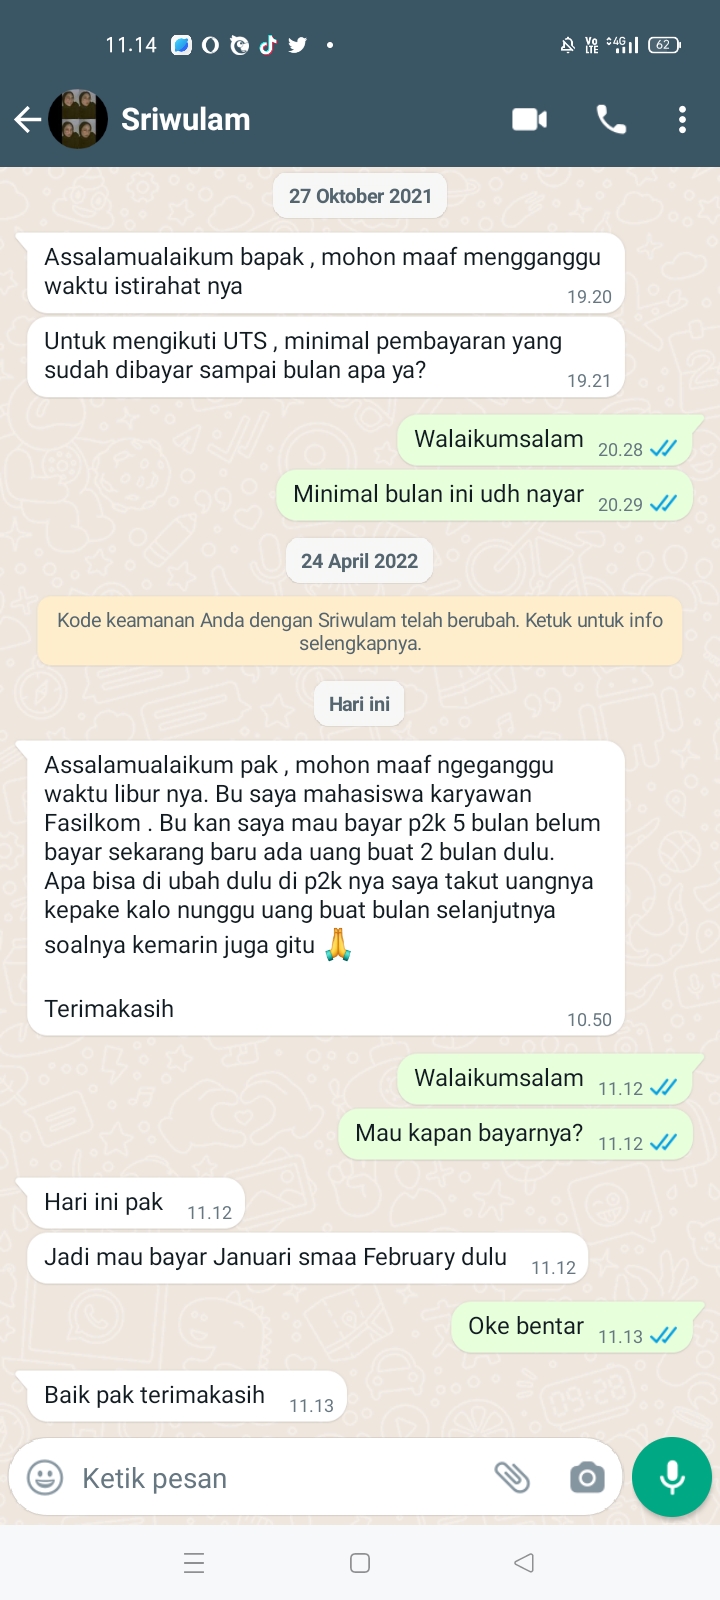 11.14
Vo
LTE
4G
62
Sriwulam
27 Oktober 2021
Assalamualaikum bapak , mohon maaf mengganggu
waktu istirahat nya
19.20
Untuk mengikuti UTS , minimal pembayaran yang
sudah dibayar sampai bulan apa ya?
19.21
Walaikumsalam 20.28
Minimal bulan ini udh nayar 20.29
24 April 2022
Kode keamanan Anda dengan Sriwulam telah berubah. Ketuk untuk info
selengkapnya.
Hari ini
Assalamualaikum pak , mohon maaf ngeganggu
waktu libur nya. Bu saya mahasiswa karyawan
Fasilkom . Bu kan saya mau bayar p2k 5 bulan belum
bayar sekarang baru ada uang buat 2 bulan dulu.
Apa bisa di ubah dulu di p2k nya saya takut uangnya
kepake kalo nunggu uang buat bulan selanjutnya
soalnya kemarin juga gitu 🙏
Terimakasih
10.50
Walaikumsalam 11.12
Mau kapan bayarnya? 11.12
Hari ini pak 11.12
Jadi mau bayar Januari smaa February dulu 11.12
Oke bentar 11.13
Baik pak terimakasih 11.13
Ketik pesan